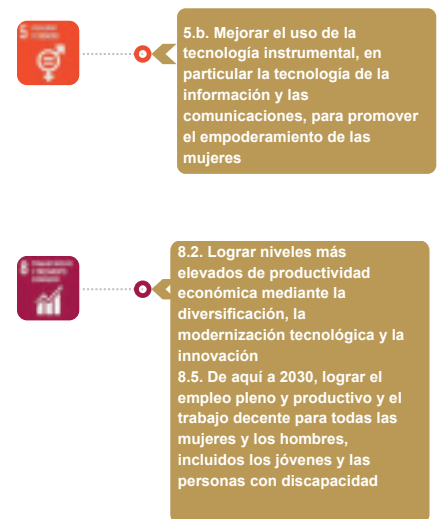 5
5.b. Mejorar el uso de la
tecnología instrumental, en
particular la tecnología de la
información y las
comunicaciones, para promover
el empoderamiento de las
mujeres
8
8.2. Lograr niveles más
elevados de productividad
económica mediante la
diversificación, la
modernización tecnológica y la
innovación
8.5. De aquí a 2030, lograr el
empleo pleno y productivo y el
trabajo decente para todas las
mujeres y los hombres,
incluidos los jóvenes y las
personas con discapacidad